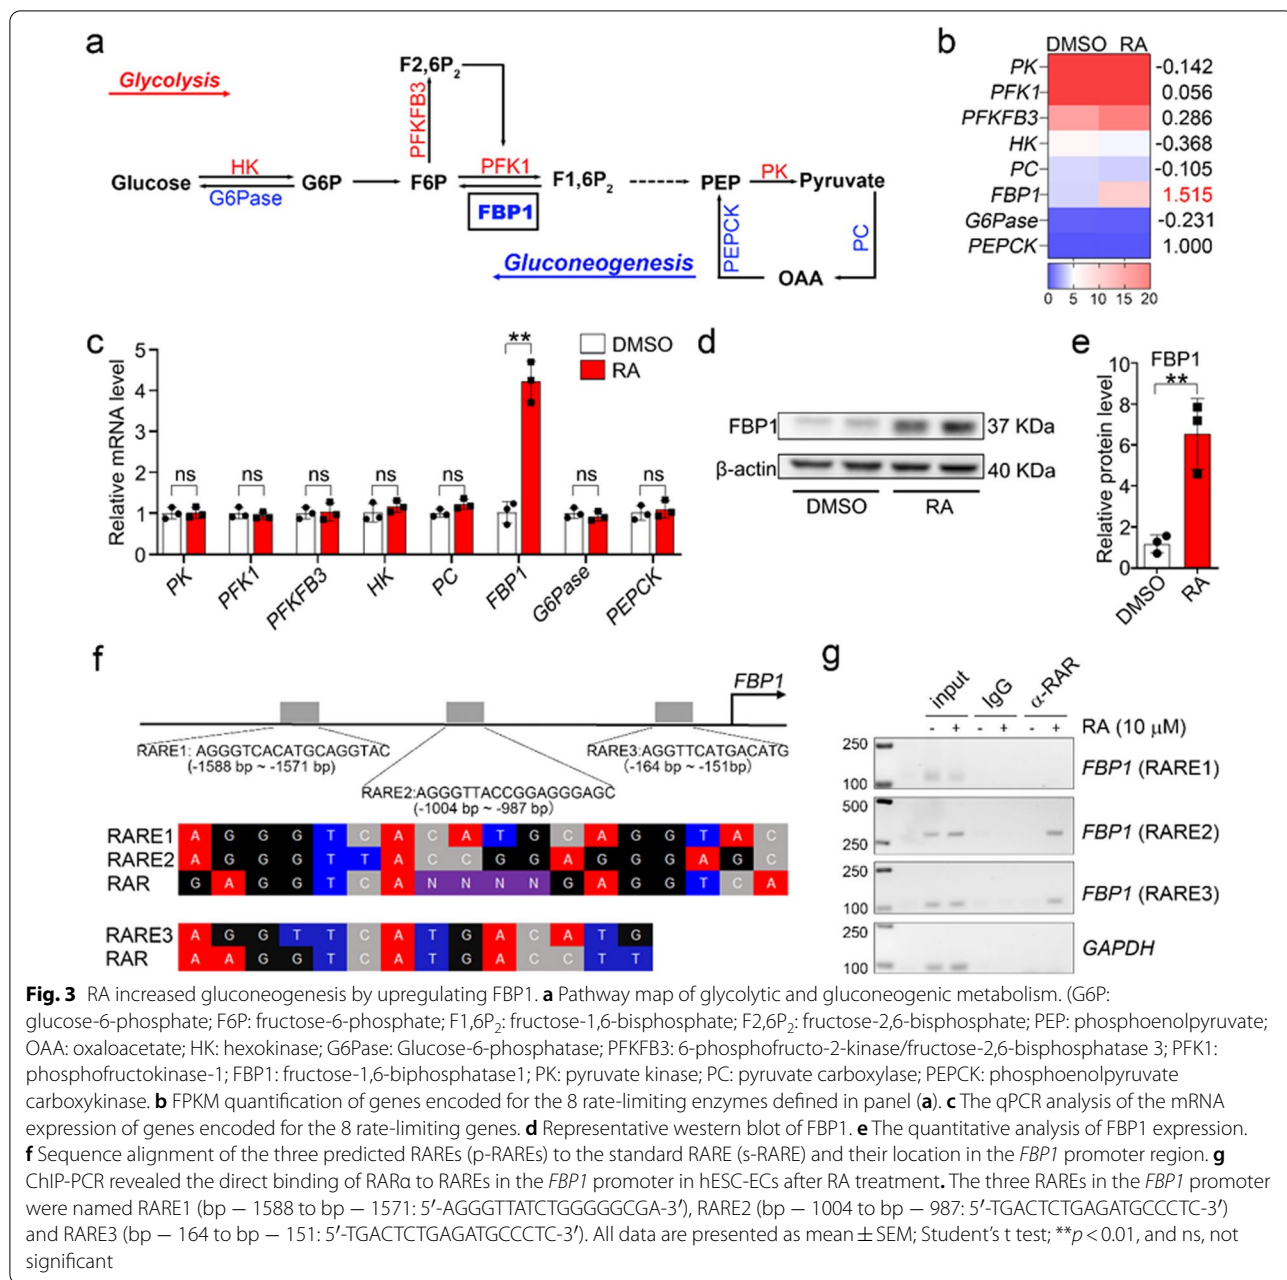 a
Glycolysis
F2,6P2
PFKFB3
Glucose
HK
G6Pase
G6P
F6P
PFK1
FBP1
F1,6P2
PEP
PK
Pyruvate
PEPCK
PC
OAA
Gluconeogenesis
b
DMSO RA
PK -0.142
PFK1 0.056
PFKFB3 0.286
HK -0.368
PC -0.105
FBP1 1.515
G6Pase -0.231
PEPCK 1.000
0 5 10 15 20
c
Relative mRNA level
5
4
3
2
1
0
DMSO
RA
ns ns ns ns ns ** ns ns
PK PFK1 PFKFB3 HK PC FBP1 G6Pase PEPCK
d
FBP1 37 KDa
β-actin 40 KDa
DMSO RA
e
FBP1
**
Relative protein level
10
8
6
4
2
0
DMSO RA
f
FBP1
RARE1: AGGGTCACATGCAGGTAC
(-1588 bp ~ -1571 bp)
RARE2:AGGGTTACCGGAGGGAGC
(-1004 bp ~ -987 bp)
RARE3:AGGTTCATGACATG
(-164 bp ~ -151bp)
RARE1 A G G G T C A C A T G C A G G T A C
RARE2 A G G G T T A C C G G A G G G A G C
RAR G A G G T C A N N N N G A G G T C A
RARE3 A G G T T C A T G A C A T G
RAR A A G G T C A T G A C C T T
g
input IgG α-RAR
- + - + - + RA (10 μM)
250
100
FBP1 (RARE1)
500
250
FBP1 (RARE2)
250
100
FBP1 (RARE3)
250
100
GAPDH
Fig. 3 RA increased gluconeogenesis by upregulating FBP1. a Pathway map of glycolytic and gluconeogenic metabolism. (G6P:
glucose-6-phosphate; F6P: fructose-6-phosphate; F1,6P2: fructose-1,6-bisphosphate; F2,6P2: fructose-2,6-bisphosphate; PEP: phosphoenolpyruvate;
OAA: oxaloacetate; HK: hexokinase; G6Pase: Glucose-6-phosphatase; PFKFB3: 6-phosphofructo-2-kinase/fructose-2,6-bisphosphatase 3; PFK1:
phosphofructokinase-1; FBP1: fructose-1,6-biphosphatase1; PK: pyruvate kinase; PC: pyruvate carboxylase; PEPCK: phosphoenolpyruvate
carboxykinase. b FPKM quantification of genes encoded for the 8 rate-limiting enzymes defined in panel (a). c The qPCR analysis of the mRNA
expression of genes encoded for the 8 rate-limiting genes. d Representative western blot of FBP1. e The quantitative analysis of FBP1 expression.
f Sequence alignment of the three predicted RAREs (p-RAREs) to the standard RARE (s-RARE) and their location in the FBP1 promoter region. g
ChIP-PCR revealed the direct binding of RARα to RAREs in the FBP1 promoter in hESC-ECs after RA treatment. The three RAREs in the FBP1 promoter
were named RARE1 (bp − 1588 to bp − 1571: 5′-AGGGTTATCTGGGGGCGA-3′), RARE2 (bp − 1004 to bp − 987: 5′-TGACTCTGAGATGCCCTC-3′)
and RARE3 (bp − 164 to bp − 151: 5′-TGACTCTGAGATGCCCTC-3′). All data are presented as mean ± SEM; Student's t test; **p < 0.01, and ns, not
significant